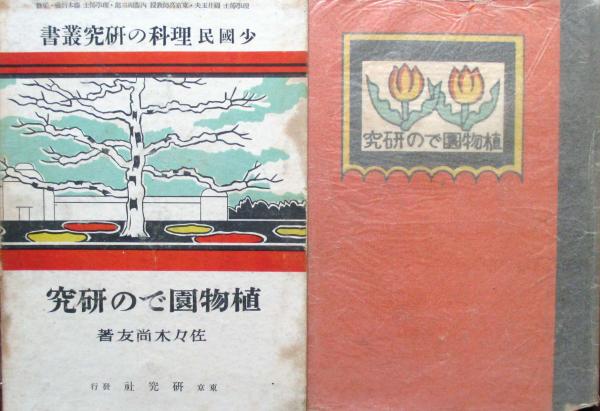 少國民 理科の研究叢書
植物園での研究
佐々木尚友著
東京 研究社 發行
植物園での研究